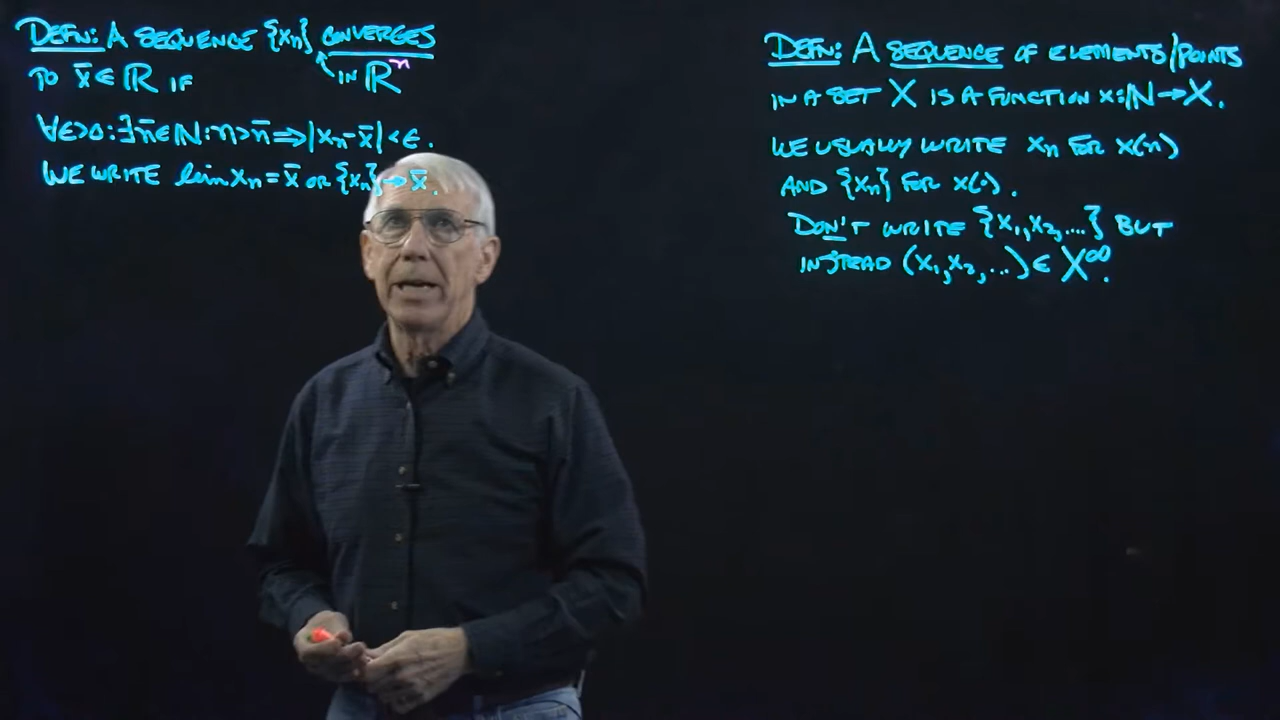 DEFN: A SEQUENCE {xₙ} CONVERGES
IN ℝⁿ
TO x̄ ∈ ℝ IF
∀ϵ>0: ∃n̄∈ℕ: n>n̄ ⇒ |xₙ-x̄| < ϵ.
WE WRITE lim xₙ = x̄ OR {xₙ} → x̄.
DEFN: A SEQUENCE OF ELEMENTS/POINTS
IN A SET X IS A FUNCTION x: ℕ → X.
WE USUALLY WRITE xₙ FOR x(n)
AND {xₙ} FOR x(·).
DON'T WRITE {x₁,x₂,....} BUT
INSTEAD (x₁,x₂,...) ∈ X^∞.